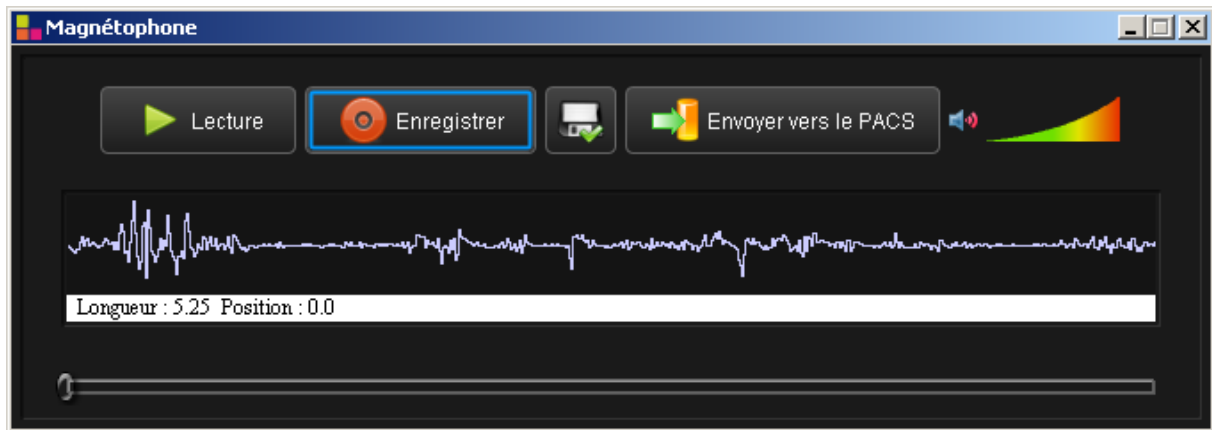 Magnétophone
Lecture Enregistrer Envoyer vers le PACS
Longueur : 5.25 Position : 0.0